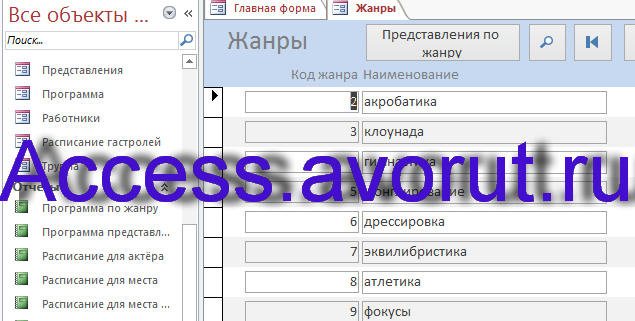 Все объекты
Поиск...
Представления
Программа
Работники
Расписание гастролей
Отчеты
Программа по жанру
Программа представл...
Расписание для актёра
Расписание для места
Расписание для места ...
Главная форма
Жанры
Жанры
Представления по
жанру
Код жанра Наименование
2 акробатика
3 клоунада
Access.avorut.ru
5
6 дрессировка
7 эквилибристика
8 атлетика
9 фокусы